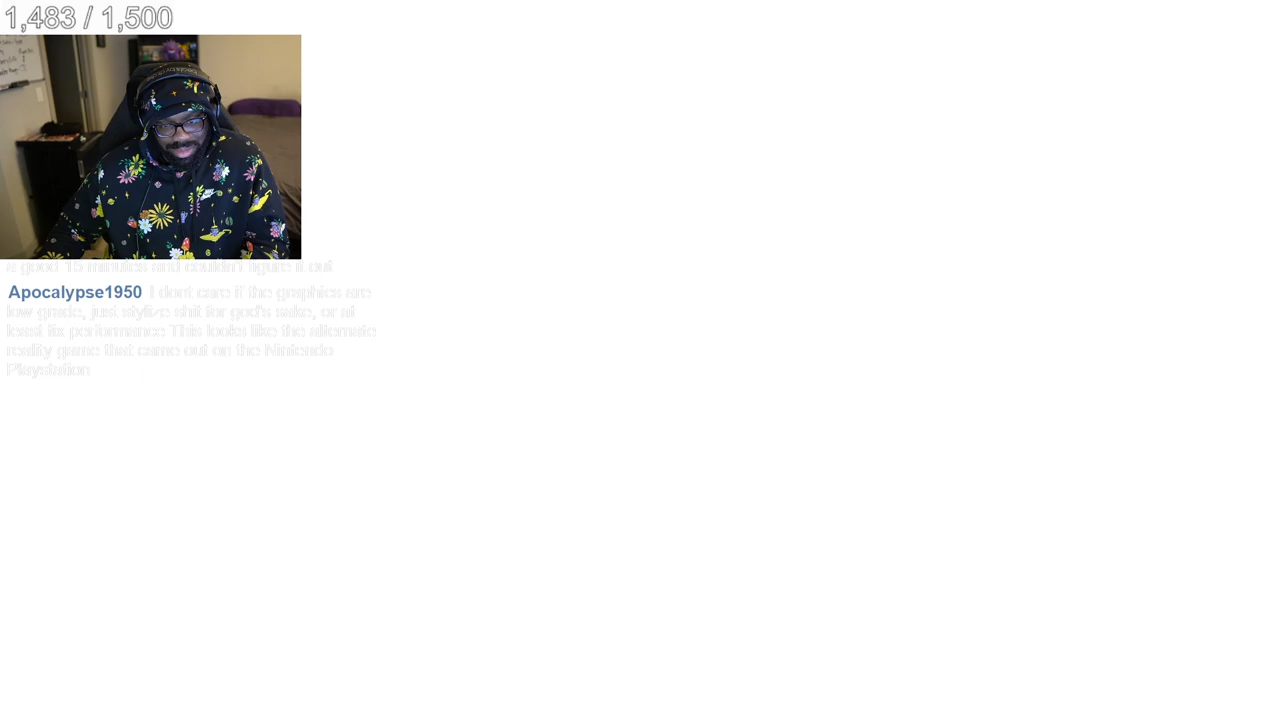 1,483 / 1,500
a good 15 minutes and couldn't figure it out
Apocalypse1950 I dont care if the graphics are
low grade, just stylize shit for god's sake, or at
least fix performance This looks like the alternate
reality game that came out on the Nintendo
Playstation